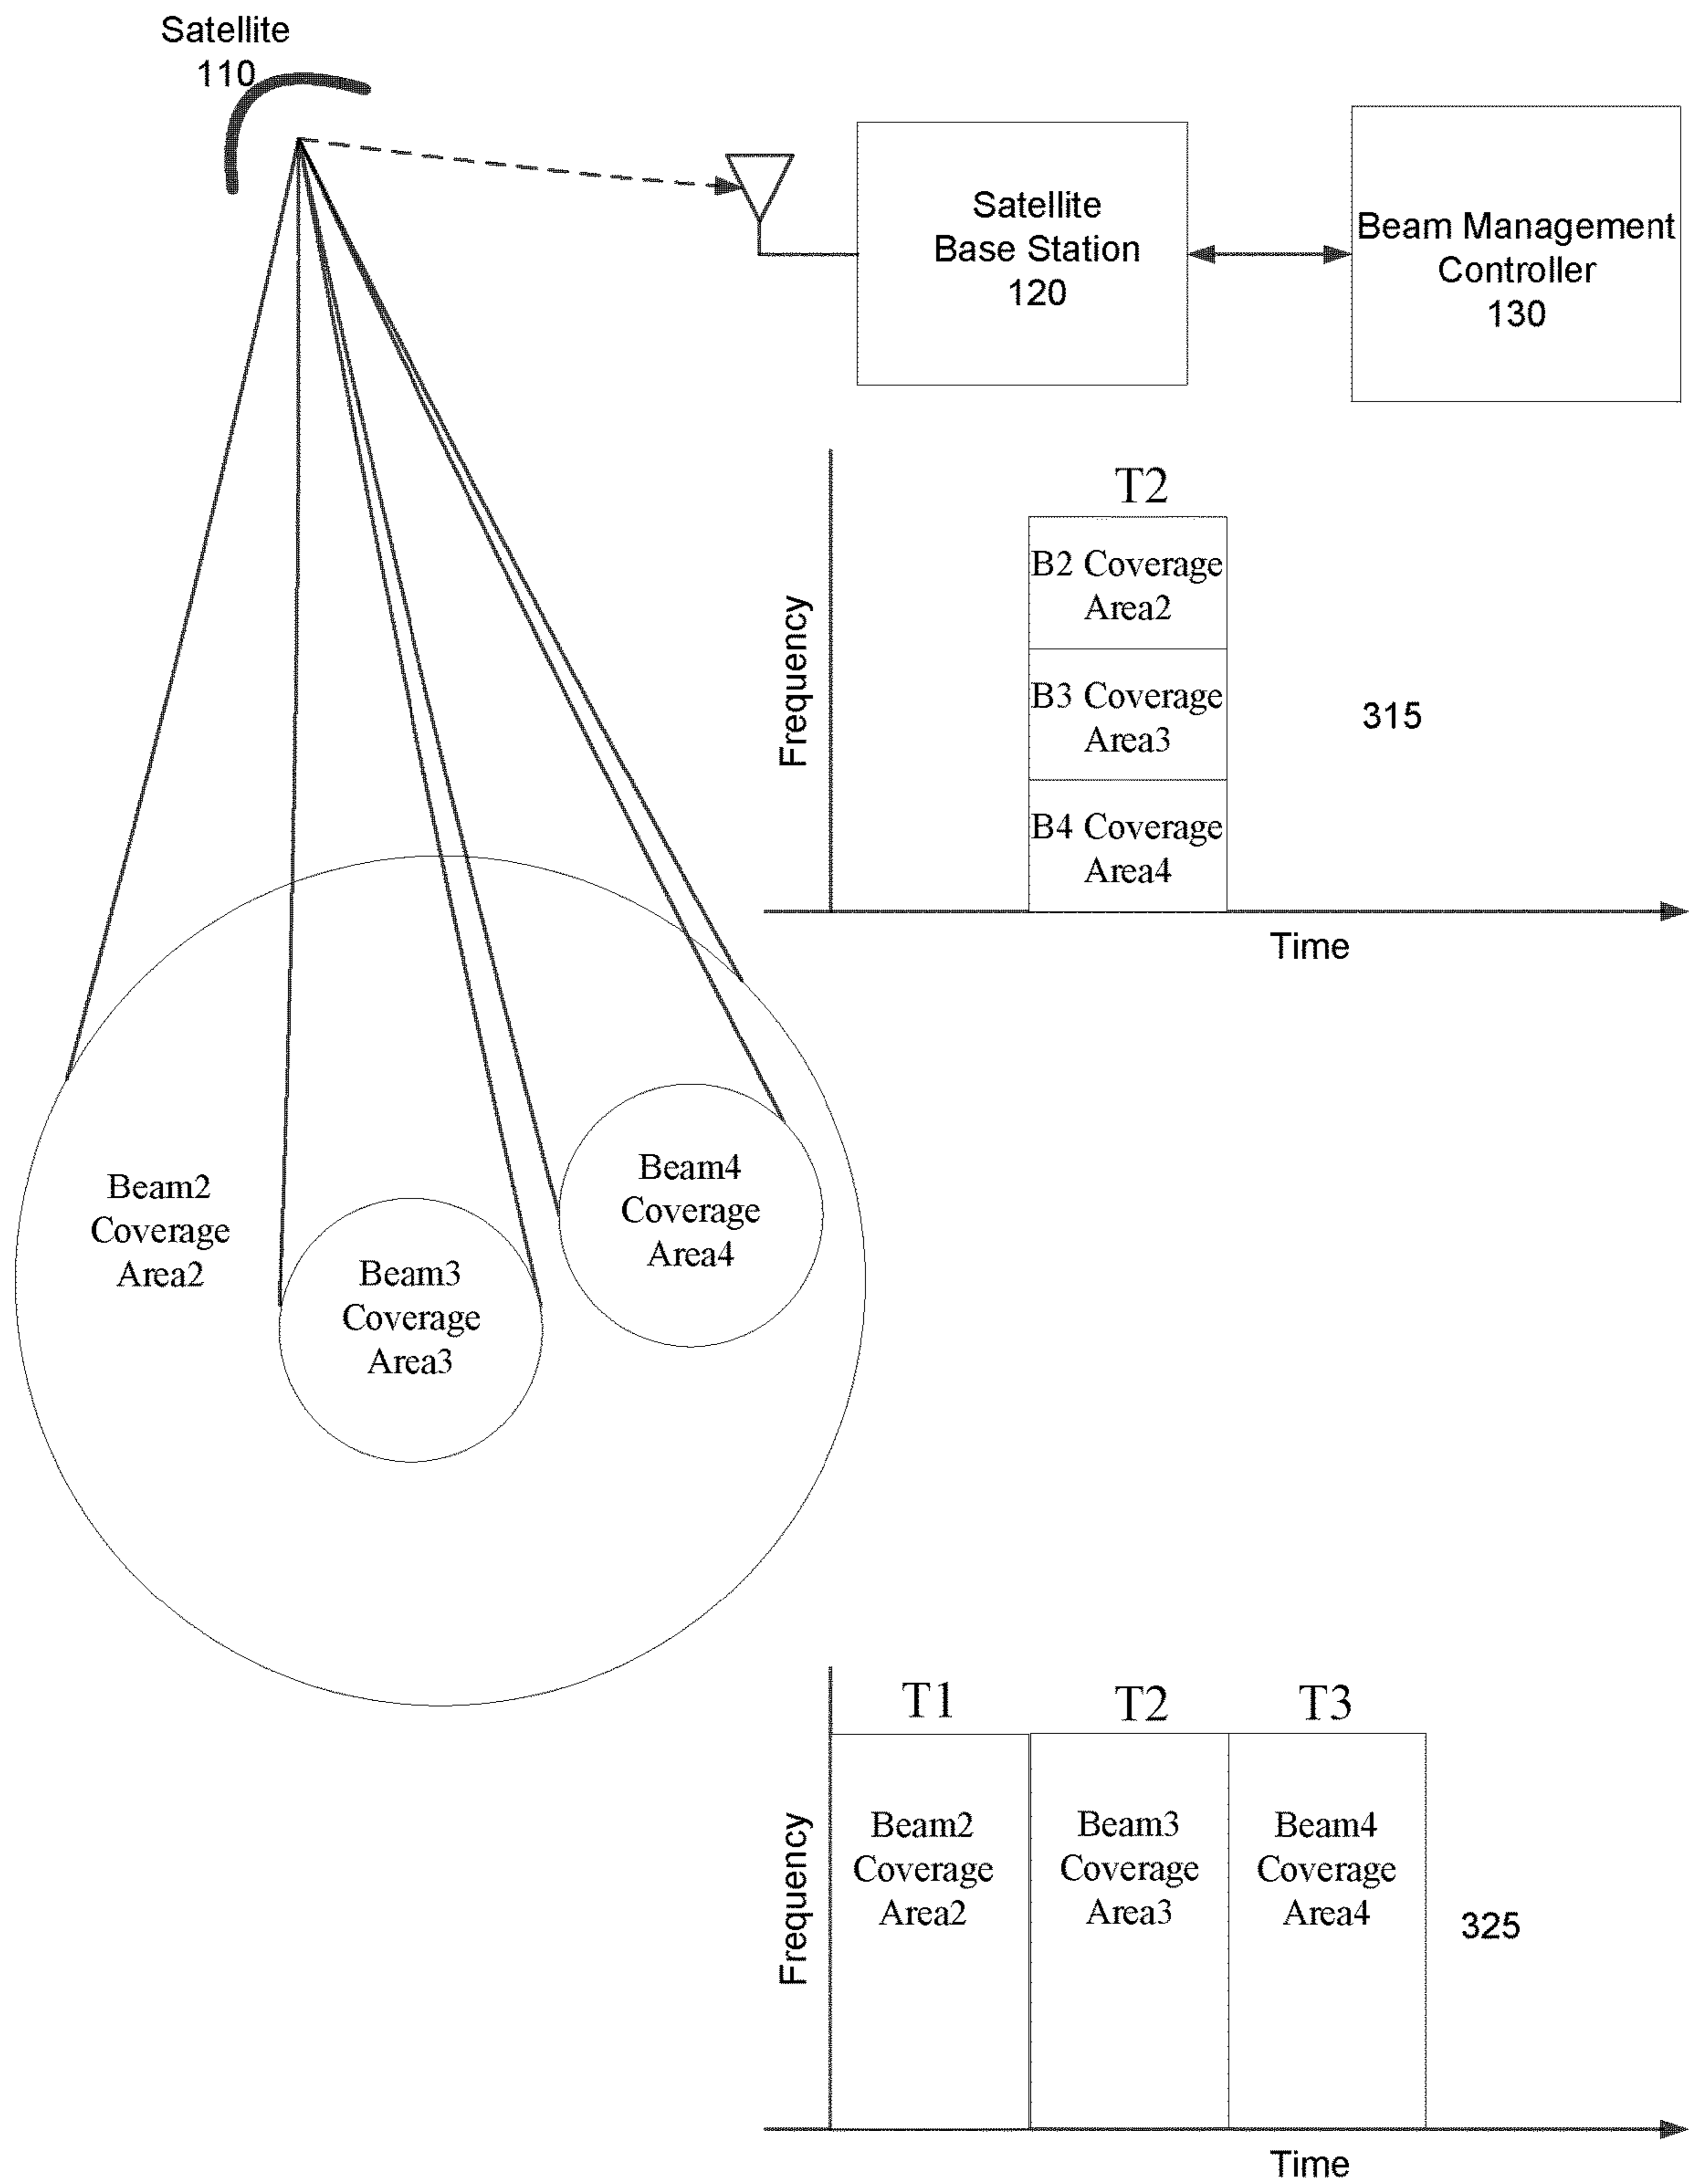 Satellite
110
Satellite
Base Station
120
Beam Management
Controller
130
T2
B2 Coverage
Area2
B3 Coverage
Area3
B4 Coverage
Area4
Frequency
315
Time
Beam2
Coverage
Area2
Beam3
Coverage
Area3
Beam4
Coverage
Area4
T1
T2
T3
Beam2
Coverage
Area2
Beam3
Coverage
Area3
Beam4
Coverage
Area4
Frequency
325
Time